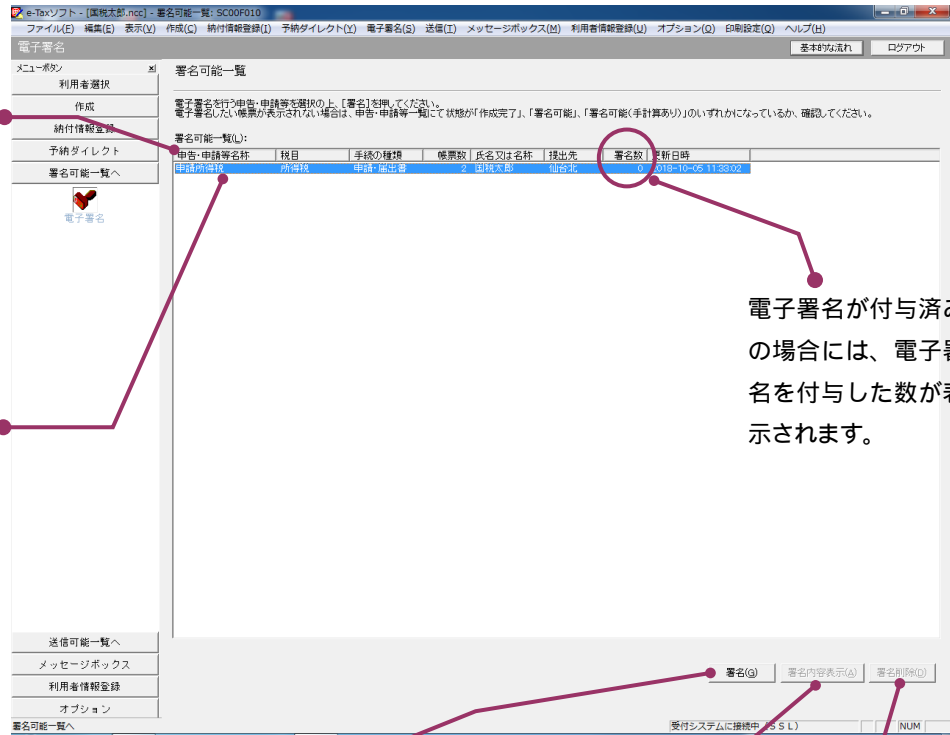 e-Taxソフト - [国税太郎.ncc] - 署名可能一覧: SC00F010
ファイル(F) 編集(E) 表示(V) 作成(C) 納付情報登録(I) 予納ダイレクト(Y) 電子署名(S) 送信(T) メッセージボックス(M) 利用者情報登録(U) オプション(O) 印刷設定(O) ヘルプ(H)
電子署名 基本的な流れ ログアウト
メニューボタン
利用者選択
作成
納付情報登録
予納ダイレクト
署名可能一覧へ
電子署名
署名可能一覧
電子署名を行う申告・申請等を選択の上、[署名]を押してください。
電子署名したい帳票が表示されない場合は、申告・申請等一覧にて状態が「作成完了」、「署名可能」、「署名可能(手計算あり)」のいずれかになっているか、確認してください。
署名可能一覧(L):
申告・申請等名称 税目 手続の種類 帳票数 氏名又は名称 提出先 署名数 更新日時
申請所得税 所得税 申請・届出書 2 国税太郎 仙台北 0 2018-10-05 11:33:02
電子署名が付与済み
の場合には、電子署
名を付与した数が表
示されます。
送信可能一覧へ
メッセージボックス
利用者情報登録
オプション
署名(G) 署名内容表示(A) 署名削除(D)
署名可能一覧へ 受付システムに接続中 (SSL) NUM